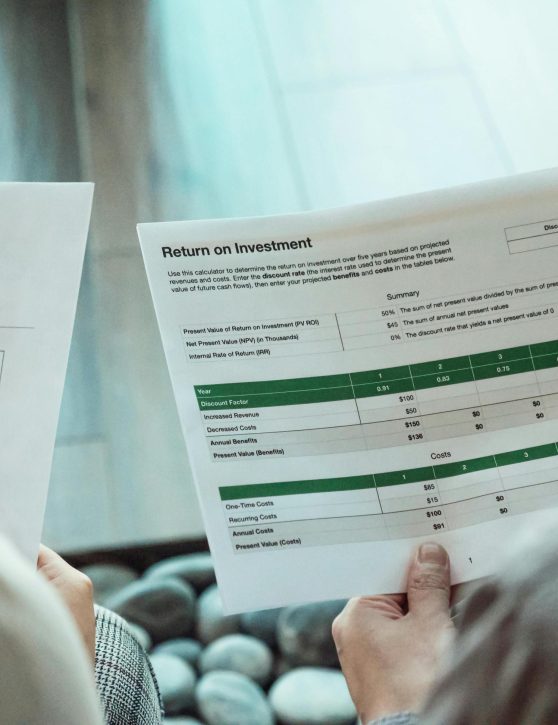 Return on Investment
Disc
Use this calculator to determine the return on investment over five years based on projected
revenues and costs. Enter the discount rate (the interest rate used to determine the present
value of future cash flows), then enter your projected benefits and costs in the tables below.
Summary
Present Value of Return on Investment (PV ROI) 50% The sum of net present value divided by the sum of pres
Net Present Value (NPV) (in Thousands) $45 The sum of annual net present values
Internal Rate of Return (IRR) 0% The discount rate that yields a net present value of 0
Year 1 2 3
Discount Factor 0.91 0.83 0.75
Increased Revenue $100
Decreased Costs $50
Annual Benefits $150 $0 $0
Present Value (Benefits) $136 $0 $0
Costs
1 2 3
One-Time Costs $85
Recurring Costs $15
Annual Costs $100 $0 $0
Present Value (Costs) $91 $0
1